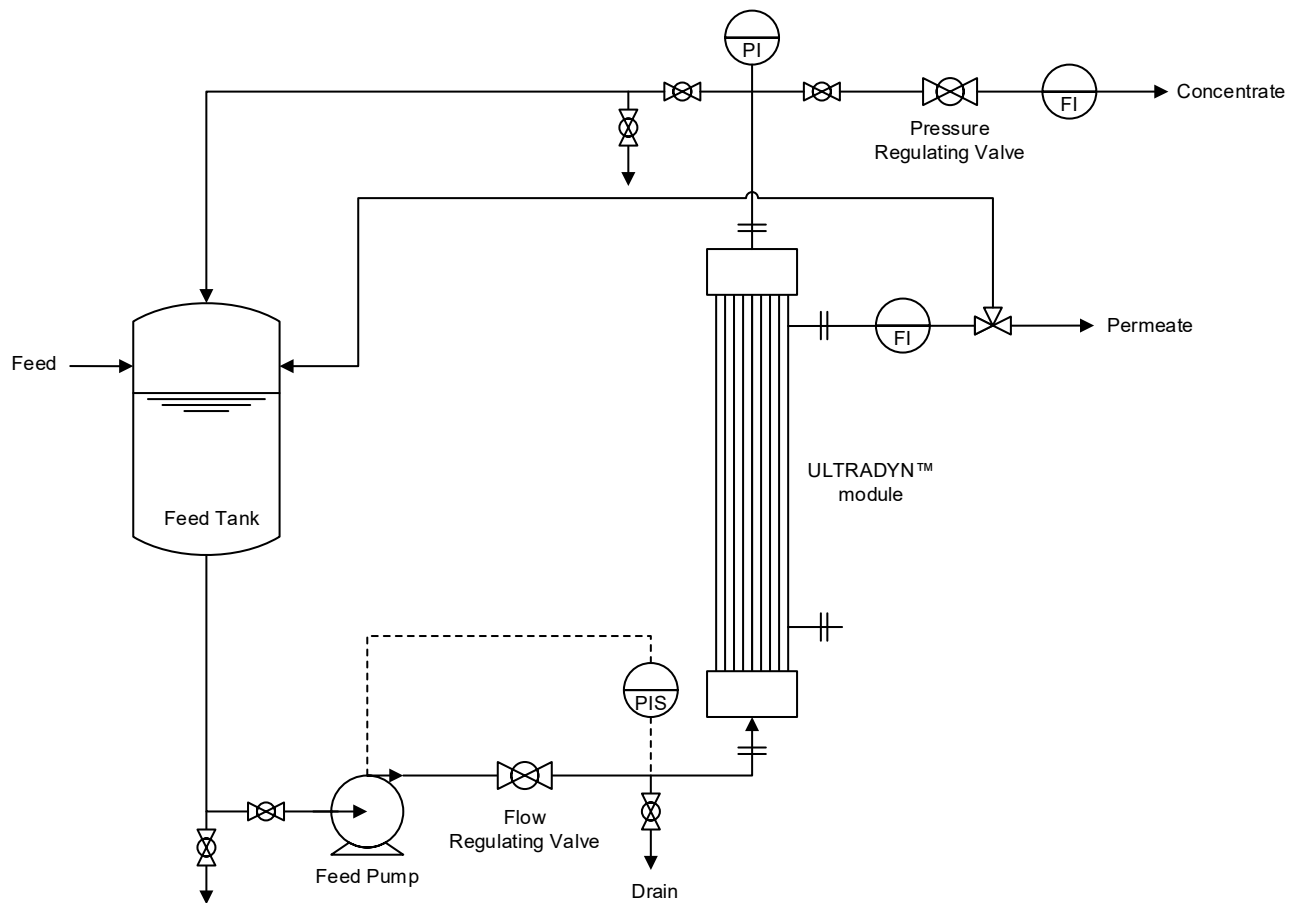 PI
FI
Concentrate
Pressure
Regulating Valve
Feed
FI
Permeate
ULTRADYN™
module
Feed Tank
PIS
Flow
Regulating Valve
Feed Pump
Drain